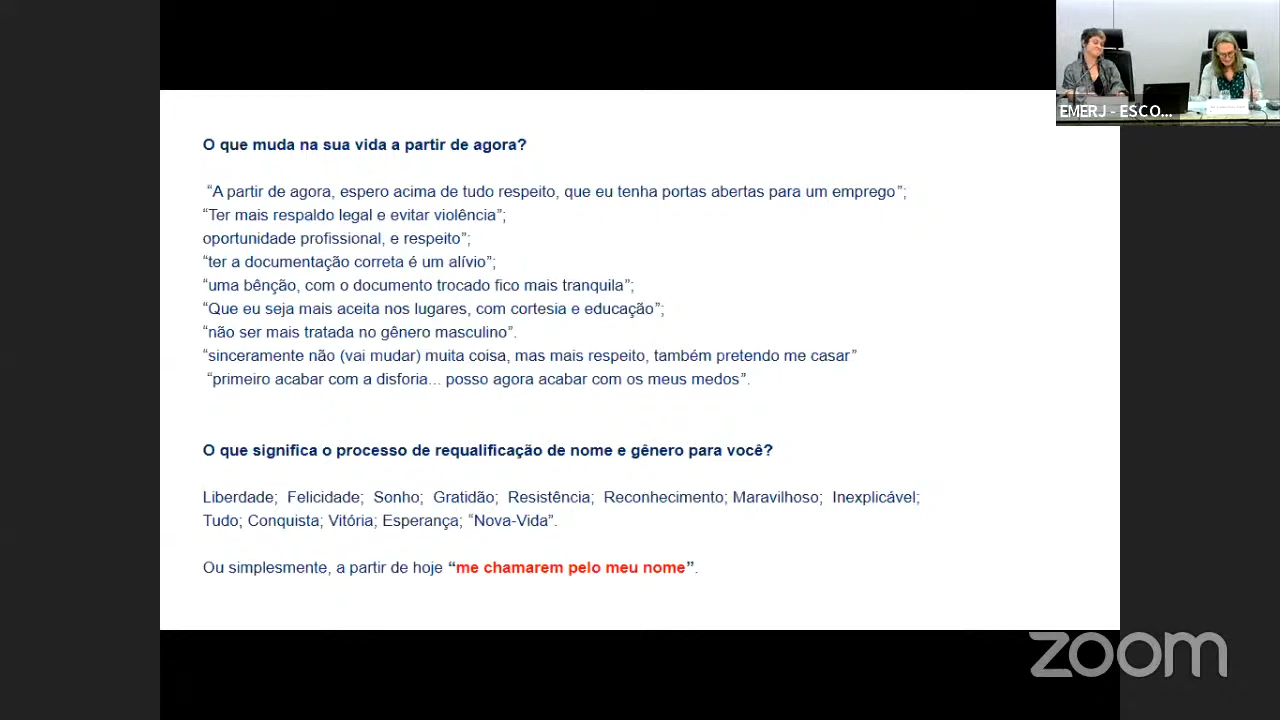 EMERJ - ESCO...
O que muda na sua vida a partir de agora?
“A partir de agora, espero acima de tudo respeito, que eu tenha portas abertas para um emprego”;
“Ter mais respaldo legal e evitar violência”;
oportunidade profissional, e respeito”;
“ter a documentação correta é um alívio”;
“uma bênção, com o documento trocado fico mais tranquila”;
“Que eu seja mais aceita nos lugares, com cortesia e educação”;
“não ser mais tratada no gênero masculino”.
“sinceramente não (vai mudar) muita coisa, mas mais respeito, também pretendo me casar”
“primeiro acabar com a disforia... posso agora acabar com os meus medos”.
O que significa o processo de requalificação de nome e gênero para você?
Liberdade; Felicidade; Sonho; Gratidão; Resistência; Reconhecimento; Maravilhoso; Inexplicável;
Tudo; Conquista; Vitória; Esperança; “Nova-Vida”.
Ou simplesmente, a partir de hoje “me chamarem pelo meu nome”.
zoom